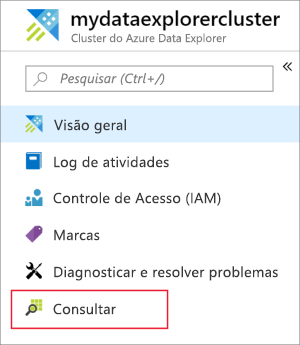 mydataexplorercluster
Cluster do Azure Data Explorer
Pesquisar (Ctrl+/)
Visão geral
Log de atividades
Controle de Acesso (IAM)
Marcas
Diagnosticar e resolver problemas
Consultar